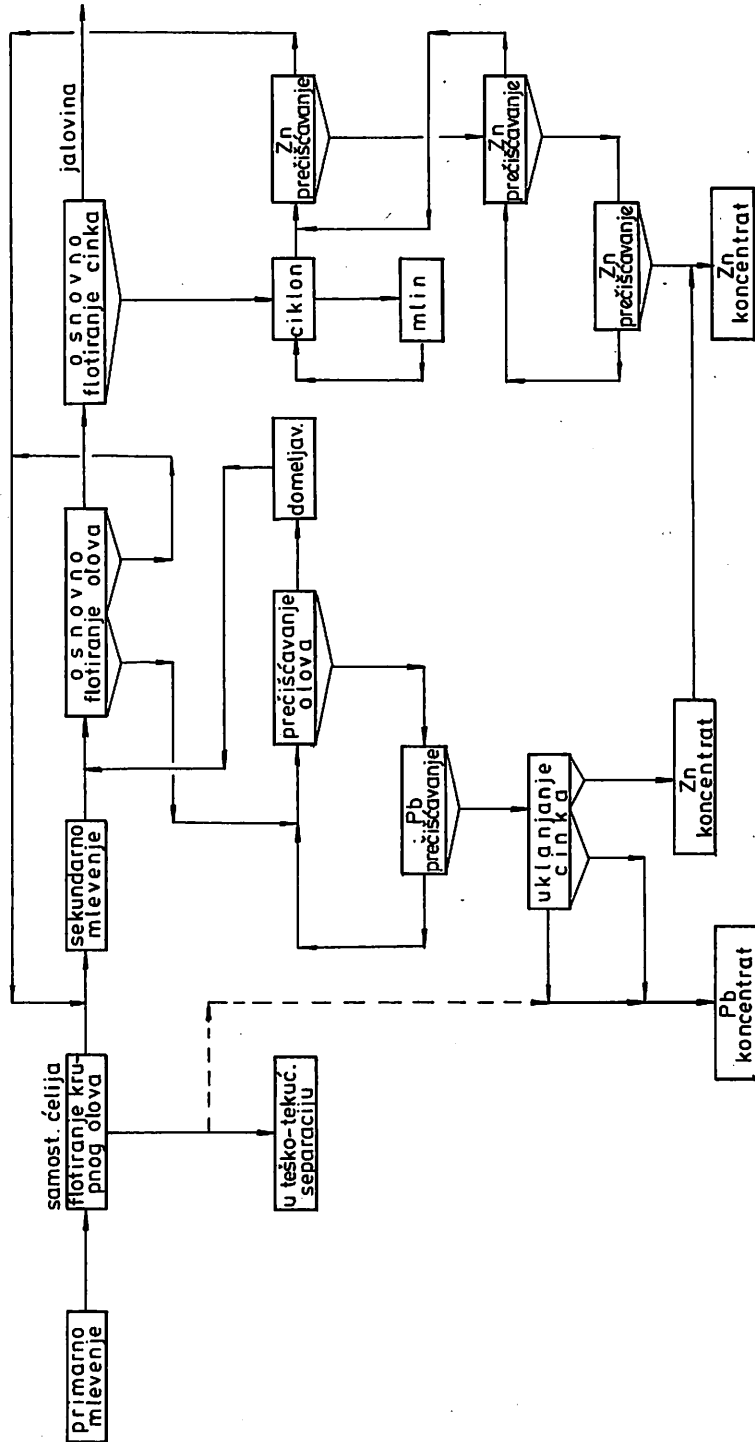 primarno
mlevenje
samost. ćelija
flotiranje kru-
pnog olova
sekundarno
mlevenje
osnovno
flotiranje olova
osnovno
flotiranje cinka
jalovina
u teško-tekuć.
separaciju
prečišćavanje
olova
domeljav.
ciklon
mlin
Zn
prečišćavanje
Pb
prečišćavanje
Zn
prečišćavanje
uklanjanje
cinka
Zn
prečišćavanje
Pb
koncentrat
Zn
koncentrat
Zn
koncentrat